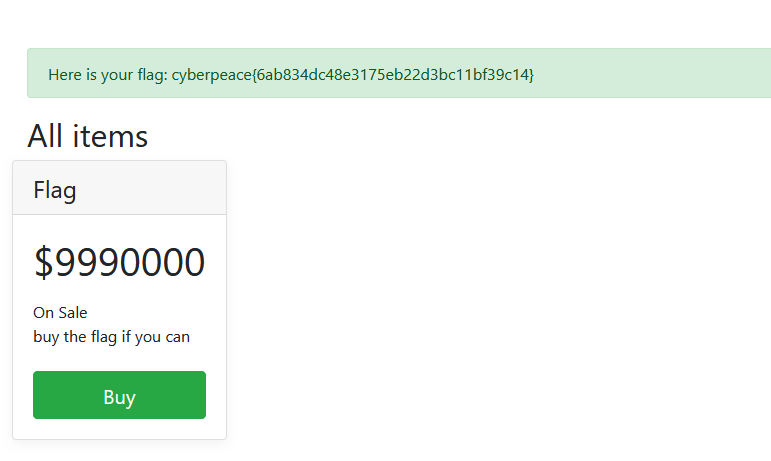 Here is your flag: cyberpeace{6ab834dc48e3175eb22d3bc11bf39c14}
All items
Flag
$9990000
On Sale
buy the flag if you can
Buy